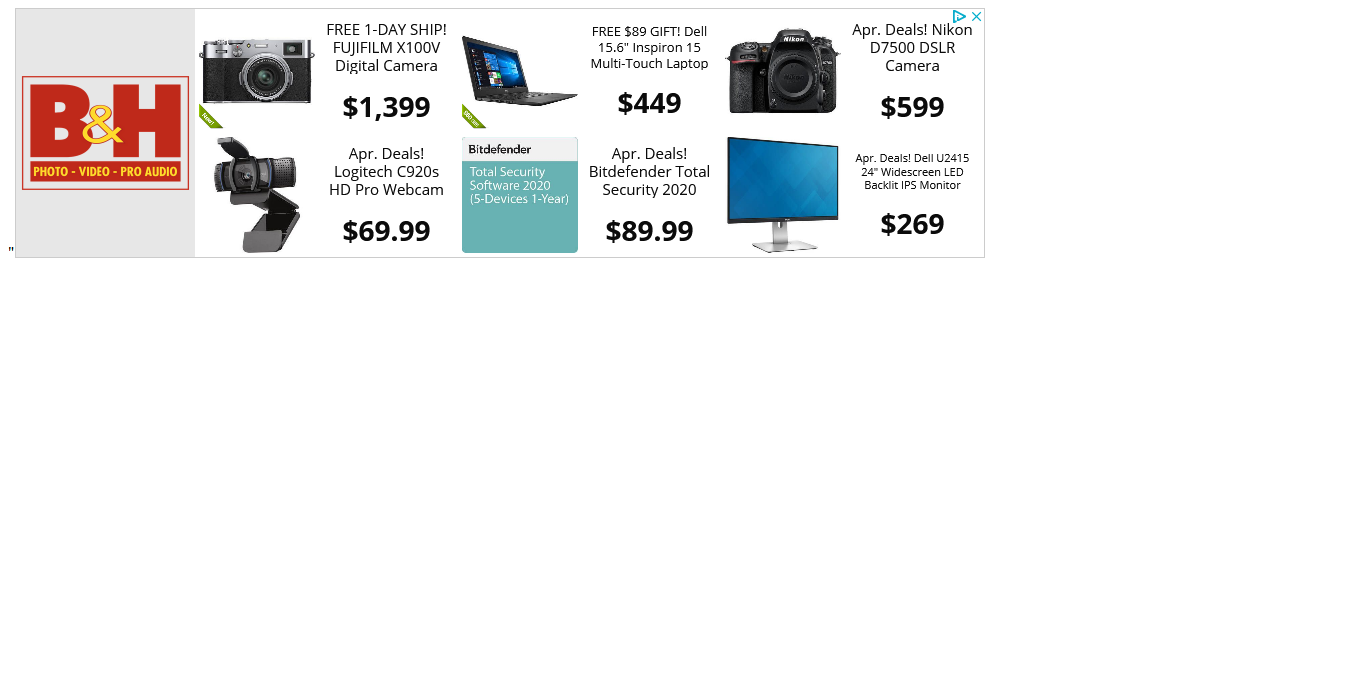 B&H
PHOTO - VIDEO - PRO AUDIO
FREE 1-DAY SHIP!
FUJIFILM X100V
Digital Camera
$1,399
New!
FREE $89 GIFT! Dell
15.6" Inspiron 15
Multi-Touch Laptop
$449
Apr. Deals! Nikon
D7500 DSLR
Camera
$599
Nikon
Apr. Deals!
Logitech C920s
HD Pro Webcam
$69.99
Bitdefender
Total Security
Software 2020
(5-Devices 1-Year)
Apr. Deals!
Bitdefender Total
Security 2020
$89.99
Apr. Deals! Dell U2415
24" Widescreen LED
Backlit IPS Monitor
$269
"